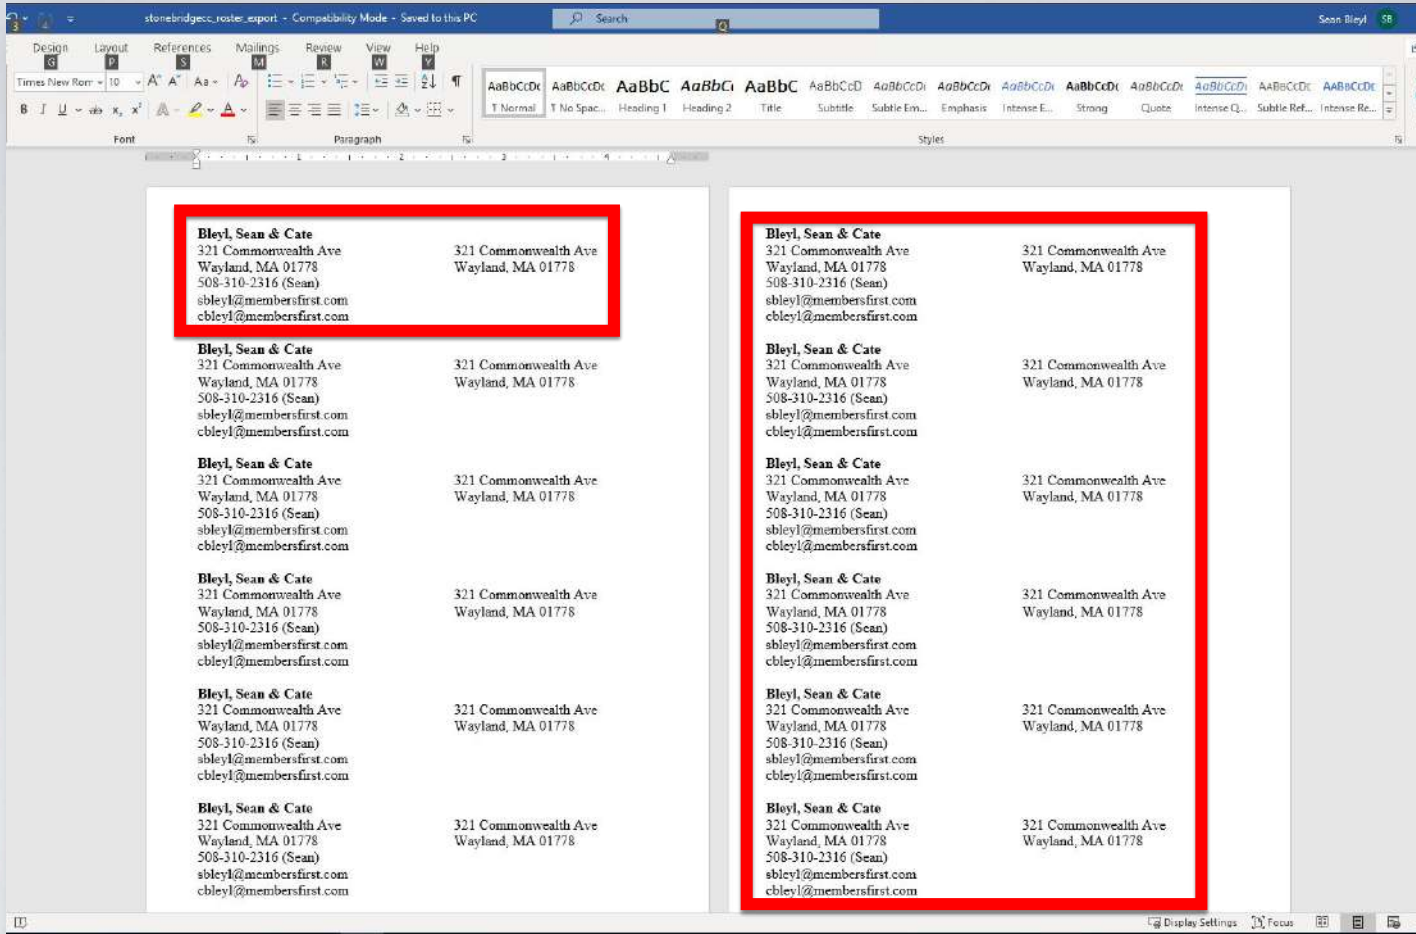 stonebridgecc_roster_export - Compatibility Mode - Saved to this PC
Search
Sean Bleyl SB
3 4 Q
Design Layout References Mailings Review View Help
G P S M R W Y
Times New Rom 10 A A Aa
AaBbCcDc AaBbCcDc AaBbC AaBbCc AaBbC AaBbCcD AaBbCcDc AaBbCcDc AaBbCcDc AaBbCcDc AaBbCcDc AaBbCcDc AaBbCcDc AaBbCcDc
¶ Normal ¶ No Spac... Heading 1 Heading 2 Title Subtitle Subtle Em... Emphasis Intense E... Strong Quote Intense Q... Subtle Ref... Intense Re...
B I U ab x₂ x² A A
Font Paragraph Styles
1 2 3 4
Bleyl, Sean & Cate
321 Commonwealth Ave 321 Commonwealth Ave
Wayland, MA 01778 Wayland, MA 01778
508-310-2316 (Sean)
sbleyl@membersfirst.com
cbleyl@membersfirst.com
Bleyl, Sean & Cate
321 Commonwealth Ave 321 Commonwealth Ave
Wayland, MA 01778 Wayland, MA 01778
508-310-2316 (Sean)
sbleyl@membersfirst.com
cbleyl@membersfirst.com
Bleyl, Sean & Cate
321 Commonwealth Ave 321 Commonwealth Ave
Wayland, MA 01778 Wayland, MA 01778
508-310-2316 (Sean)
sbleyl@membersfirst.com
cbleyl@membersfirst.com
Bleyl, Sean & Cate
321 Commonwealth Ave 321 Commonwealth Ave
Wayland, MA 01778 Wayland, MA 01778
508-310-2316 (Sean)
sbleyl@membersfirst.com
cbleyl@membersfirst.com
Bleyl, Sean & Cate
321 Commonwealth Ave 321 Commonwealth Ave
Wayland, MA 01778 Wayland, MA 01778
508-310-2316 (Sean)
sbleyl@membersfirst.com
cbleyl@membersfirst.com
Bleyl, Sean & Cate
321 Commonwealth Ave 321 Commonwealth Ave
Wayland, MA 01778 Wayland, MA 01778
508-310-2316 (Sean)
sbleyl@membersfirst.com
cbleyl@membersfirst.com
Bleyl, Sean & Cate
321 Commonwealth Ave 321 Commonwealth Ave
Wayland, MA 01778 Wayland, MA 01778
508-310-2316 (Sean)
sbleyl@membersfirst.com
cbleyl@membersfirst.com
Bleyl, Sean & Cate
321 Commonwealth Ave 321 Commonwealth Ave
Wayland, MA 01778 Wayland, MA 01778
508-310-2316 (Sean)
sbleyl@membersfirst.com
cbleyl@membersfirst.com
Bleyl, Sean & Cate
321 Commonwealth Ave 321 Commonwealth Ave
Wayland, MA 01778 Wayland, MA 01778
508-310-2316 (Sean)
sbleyl@membersfirst.com
cbleyl@membersfirst.com
Bleyl, Sean & Cate
321 Commonwealth Ave 321 Commonwealth Ave
Wayland, MA 01778 Wayland, MA 01778
508-310-2316 (Sean)
sbleyl@membersfirst.com
cbleyl@membersfirst.com
Bleyl, Sean & Cate
321 Commonwealth Ave 321 Commonwealth Ave
Wayland, MA 01778 Wayland, MA 01778
508-310-2316 (Sean)
sbleyl@membersfirst.com
cbleyl@membersfirst.com
Bleyl, Sean & Cate
321 Commonwealth Ave 321 Commonwealth Ave
Wayland, MA 01778 Wayland, MA 01778
508-310-2316 (Sean)
sbleyl@membersfirst.com
cbleyl@membersfirst.com
Display Settings Focus